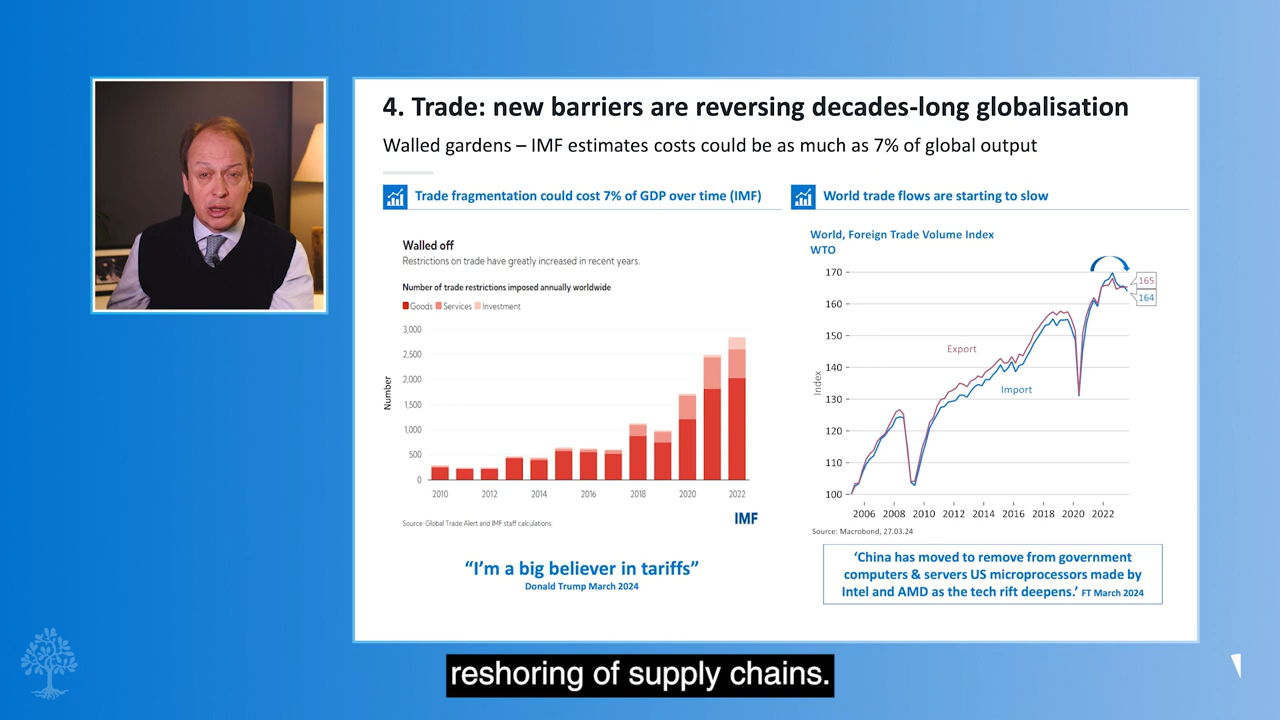 4. Trade: new barriers are reversing decades-long globalisation
Walled gardens – IMF estimates costs could be as much as 7% of global output
Trade fragmentation could cost 7% of GDP over time (IMF)
Walled off
Restrictions on trade have greatly increased in recent years.
Number of trade restrictions imposed annually worldwide
Goods Services Investment
3,000
2,500
2,000
1,500
1,000
500
0
Number
2010 2012 2014 2016 2018 2020 2022
Source: Global Trade Alert and IMF staff calculations.
IMF
“I’m a big believer in tariffs”
Donald Trump March 2024
World trade flows are starting to slow
World, Foreign Trade Volume Index
WTO
170
160
150
140
130
120
110
100
Index
Export
Import
165
164
2006 2008 2010 2012 2014 2016 2018 2020 2022
Source: Macrobond, 27.03.24
‘China has moved to remove from government
computers & servers US microprocessors made by
Intel and AMD as the tech rift deepens.’ FT March 2024
reshoring of supply chains.